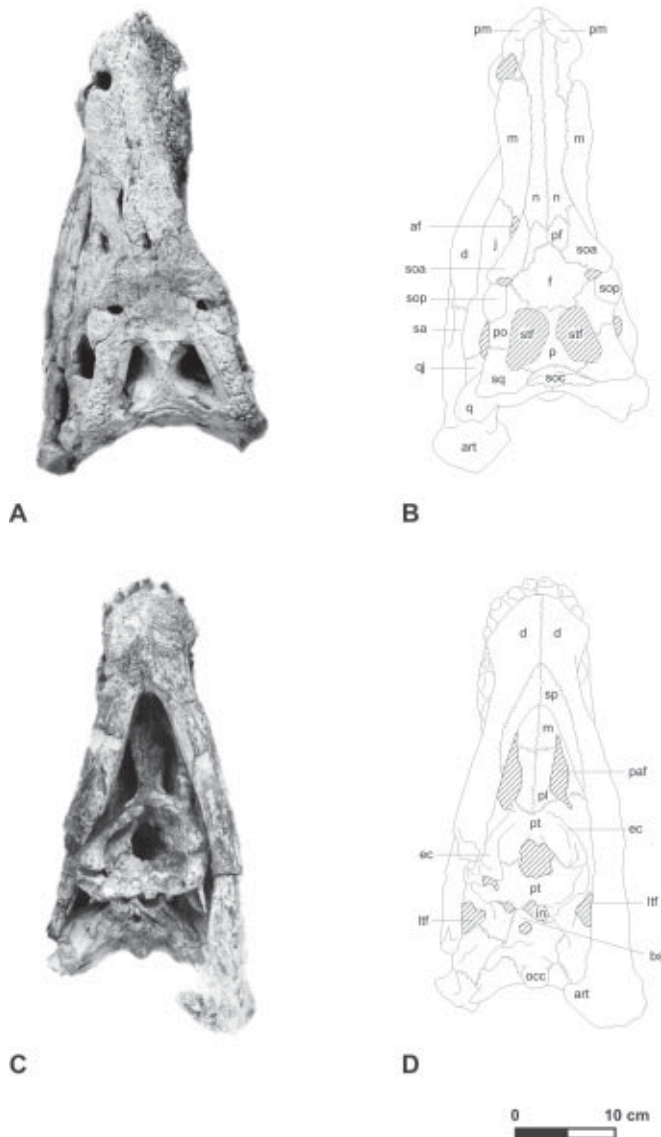 pm pm
m m
n n
af
pf
d j soa
soa
f
sop sop
sa po stf stf
p
qj soc
sq
q
art
A B
d d
sp
m
paf
pl
pt
ec ec
pt
ltf in ltf
occ
art
C D
0 10 cm